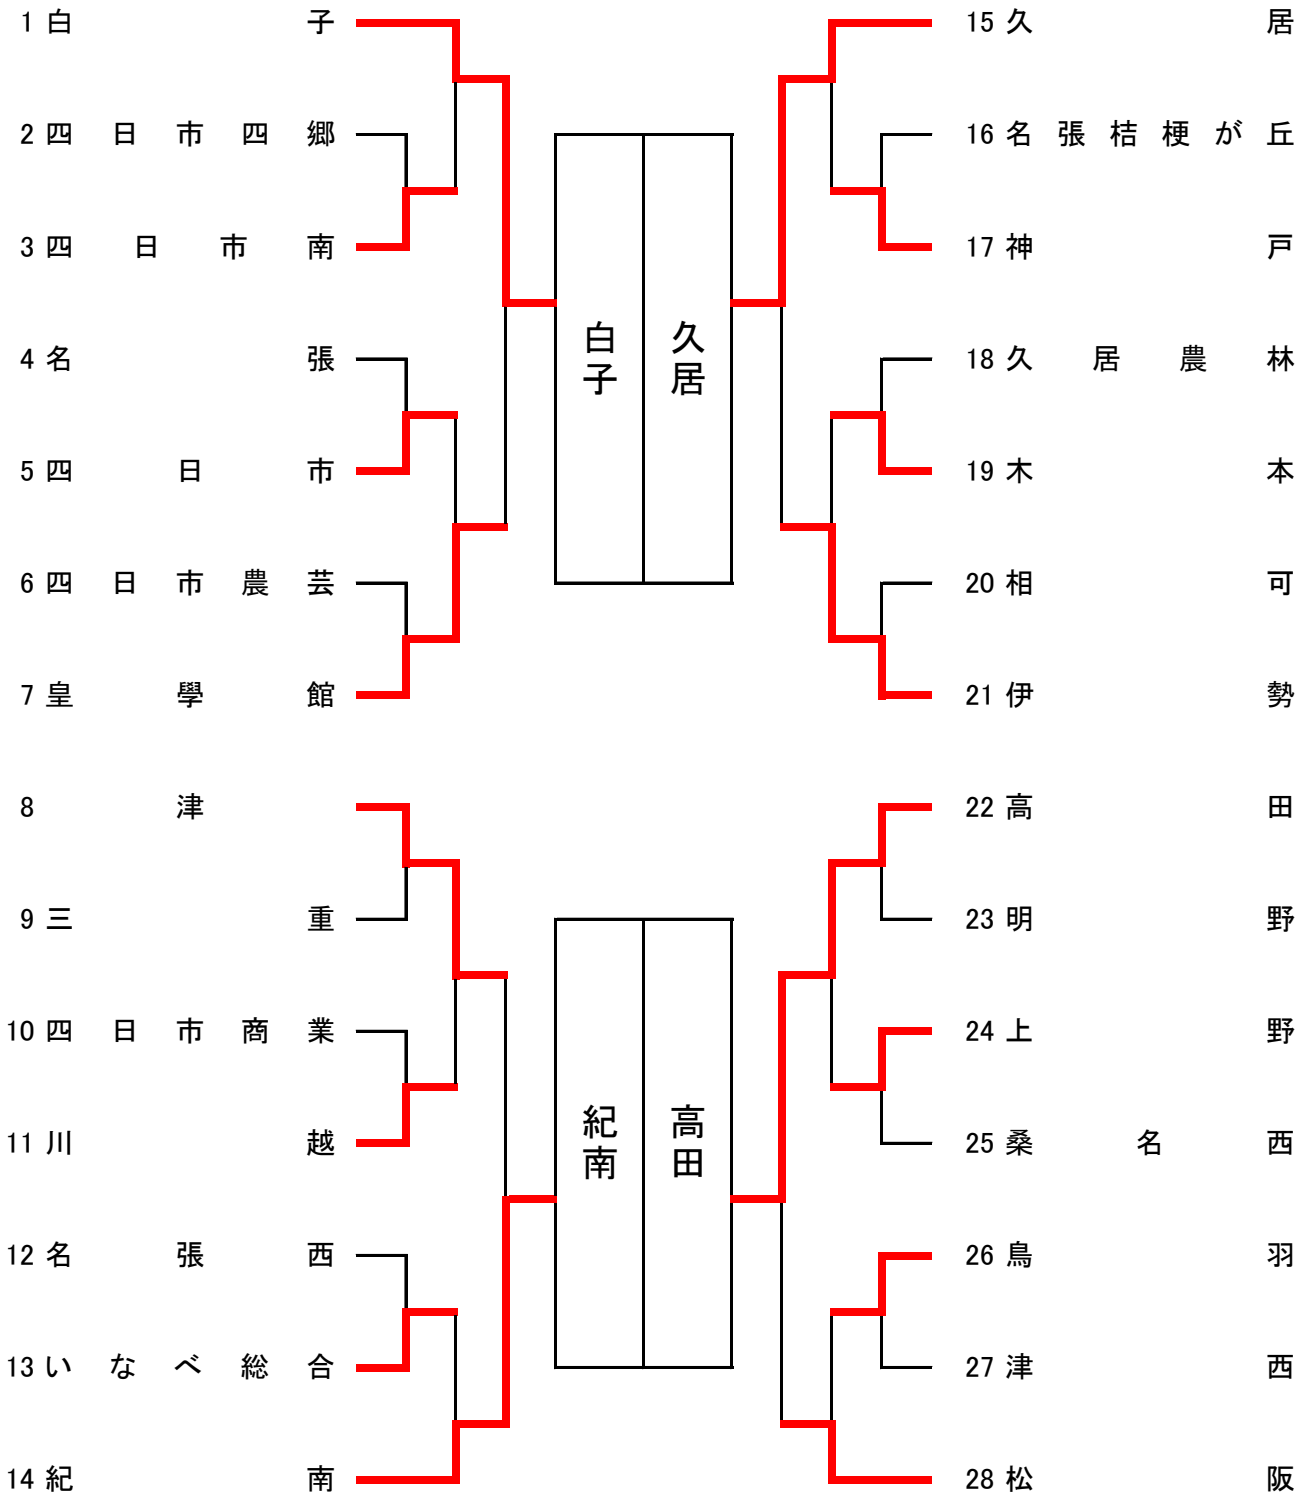 1 白子
2 四日市四郷
3 四日市南
4 名張
5 四日市
6 四日市農芸
7 皇學館
8 津
9 三重
10 四日市商業
11 川越
12 名張西
13 いなべ総合
14 紀南
白子
久居
紀南
高田
15 久居
16 名張桔梗が丘
17 神戸
18 久居農林
19 木本
20 相可
21 伊勢
22 高田
23 明野
24 上野
25 桑名西
26 鳥羽
27 津西
28 松阪